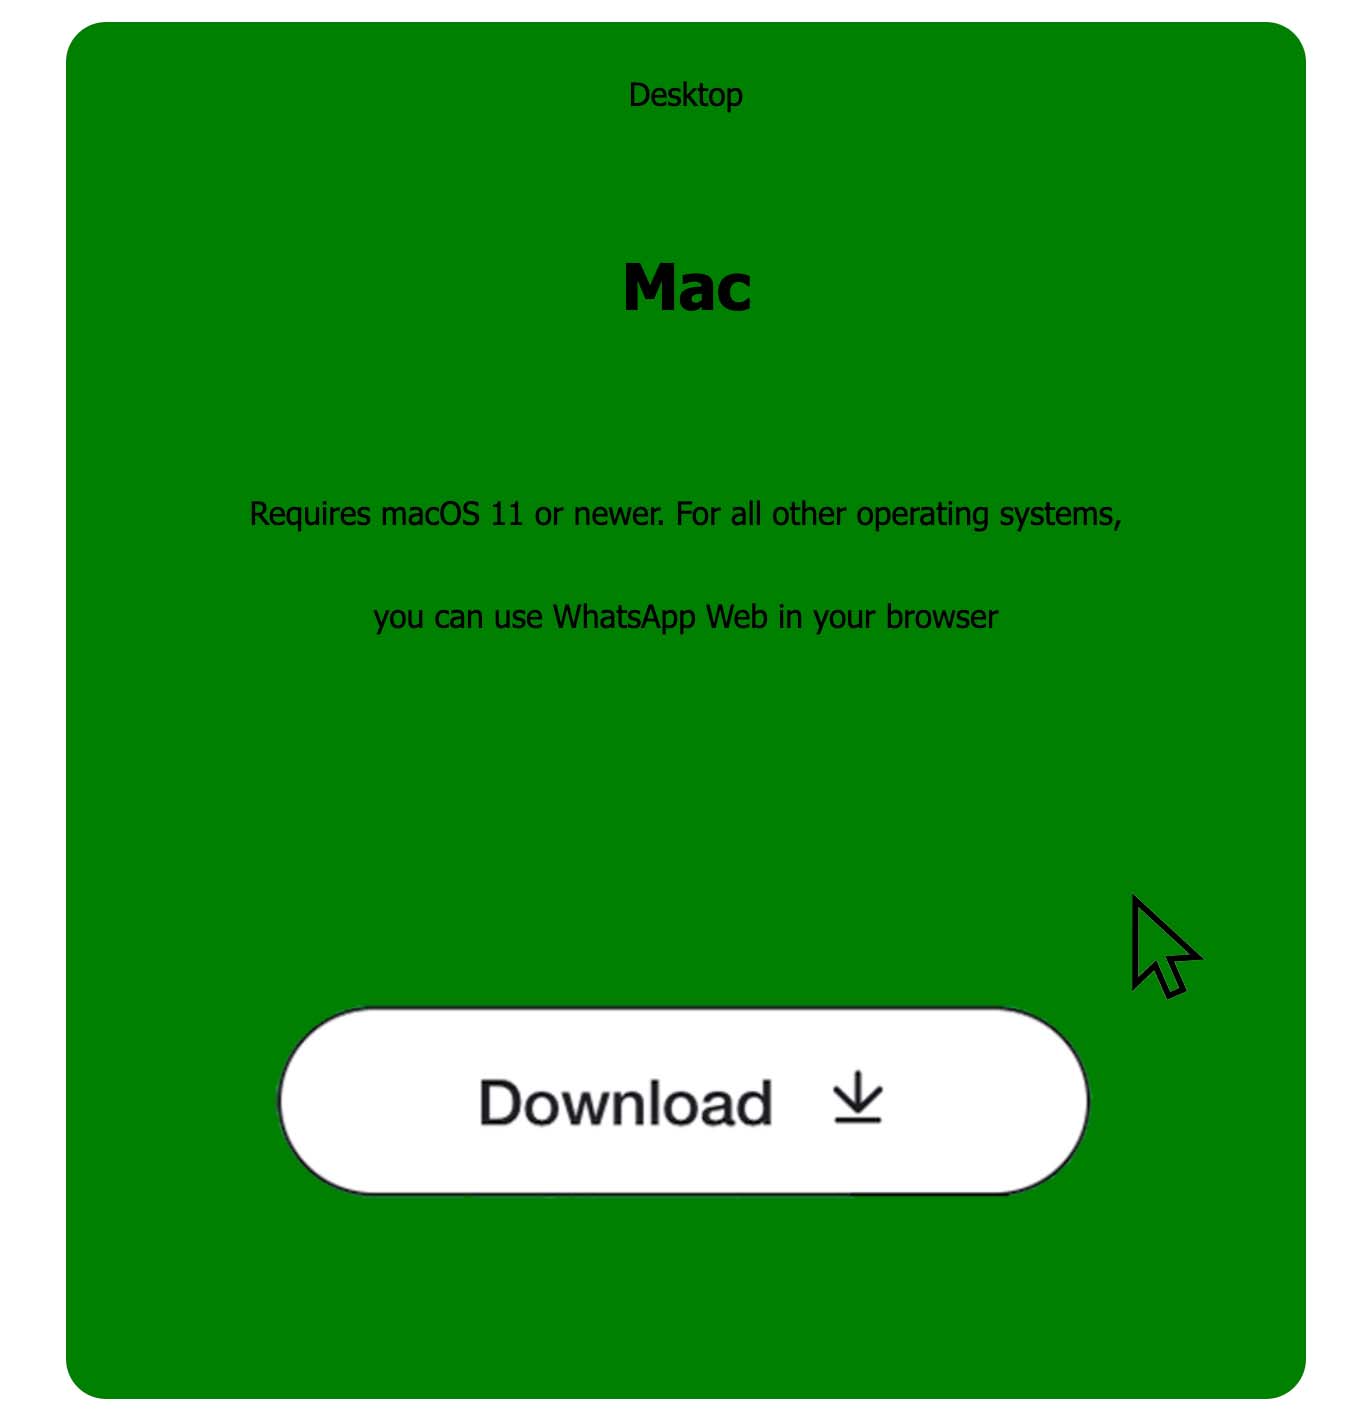 Desktop
Mac
Requires macOS 11 or newer. For all other operating systems,
you can use WhatsApp Web in your browser
Download